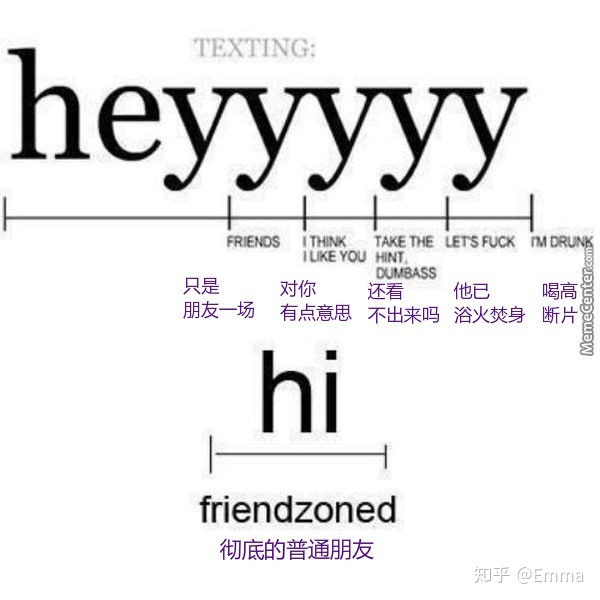 TEXTING:
heyyyyy
FRIENDS
I THINK
I LIKE YOU
TAKE THE
HINT,
DUMBASS
LET'S FUCK
I'M DRUNK
只是
朋友一场
对你
有点意思
还看
不出来吗
他已
浴火焚身
喝高
断片
MemeCenter.com
hi
friendzoned
彻底的普通朋友
知乎 @Emma